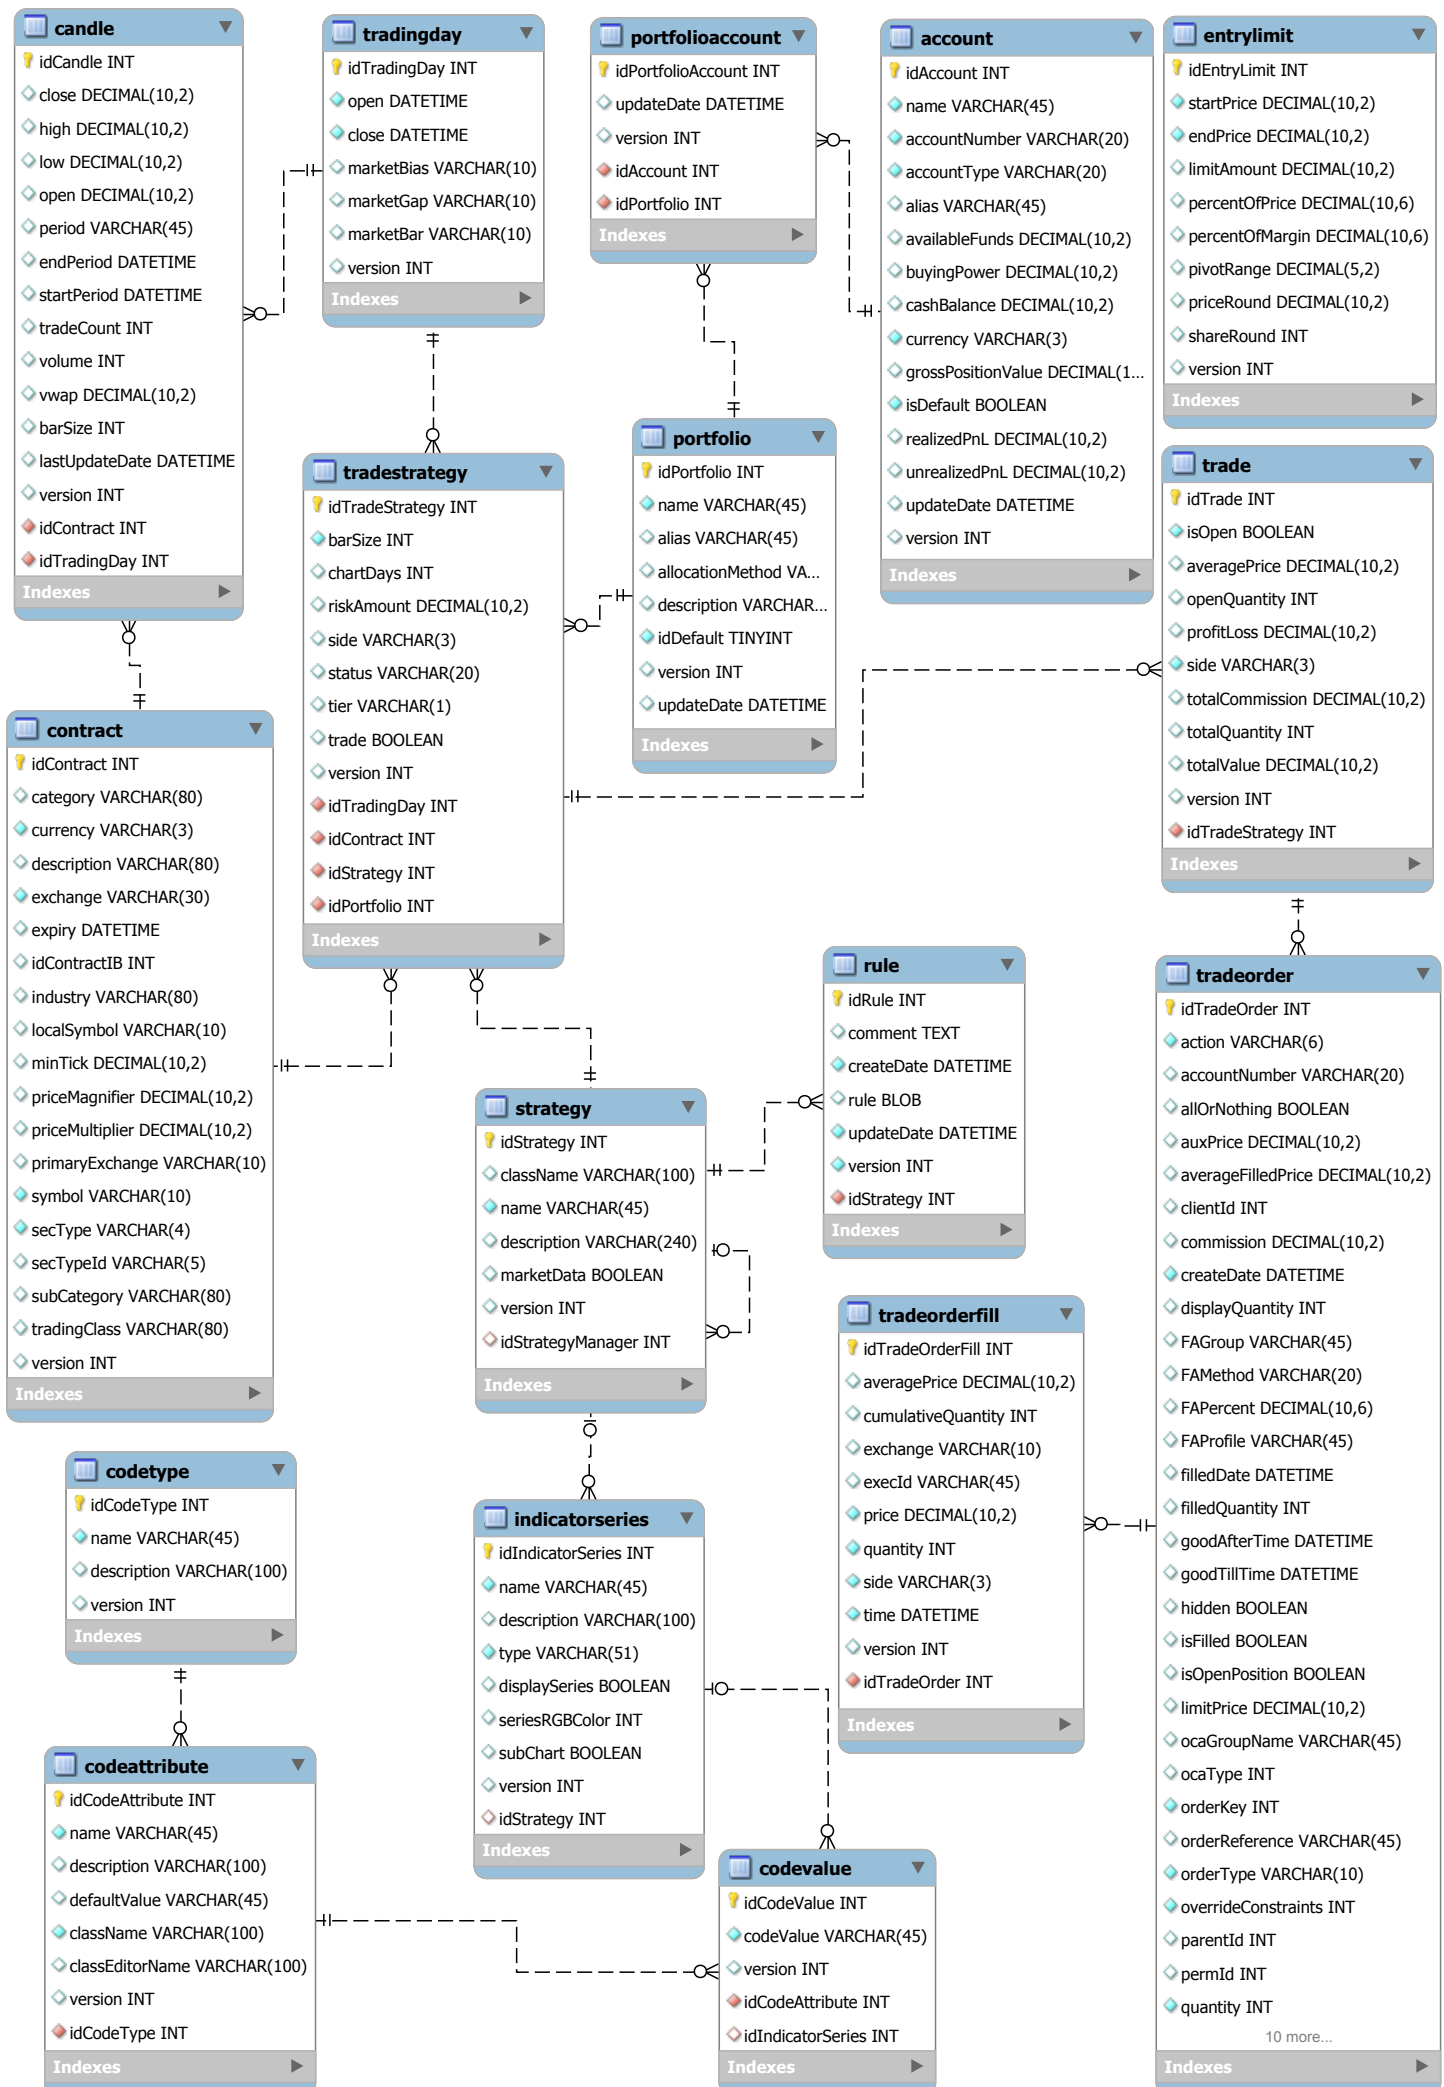 candle
idCandle INT
close DECIMAL(10,2)
high DECIMAL(10,2)
low DECIMAL(10,2)
open DECIMAL(10,2)
period VARCHAR(45)
endPeriod DATETIME
startPeriod DATETIME
tradeCount INT
volume INT
vwap DECIMAL(10,2)
barSize INT
lastUpdateDate DATETIME
version INT
idContract INT
idTradingDay INT
Indexes
tradingday
idTradingDay INT
open DATETIME
close DATETIME
marketBias VARCHAR(10)
marketGap VARCHAR(10)
marketBar VARCHAR(10)
version INT
Indexes
portfolioaccount
idPortfolioAccount INT
updateDate DATETIME
version INT
idAccount INT
idPortfolio INT
Indexes
account
idAccount INT
name VARCHAR(45)
accountNumber VARCHAR(20)
accountType VARCHAR(20)
alias VARCHAR(45)
availableFunds DECIMAL(10,2)
buyingPower DECIMAL(10,2)
cashBalance DECIMAL(10,2)
currency VARCHAR(3)
grossPositionValue DECIMAL(1...
isDefault BOOLEAN
realizedPnL DECIMAL(10,2)
unrealizedPnL DECIMAL(10,2)
updateDate DATETIME
version INT
Indexes
entrylimit
idEntryLimit INT
startPrice DECIMAL(10,2)
endPrice DECIMAL(10,2)
limitAmount DECIMAL(10,2)
percentOfPrice DECIMAL(10,6)
percentOfMargin DECIMAL(10,6)
pivotRange DECIMAL(5,2)
priceRound DECIMAL(10,2)
shareRound INT
version INT
Indexes
portfolio
idPortfolio INT
name VARCHAR(45)
alias VARCHAR(45)
allocationMethod VA...
description VARCHAR...
idDefault TINYINT
version INT
updateDate DATETIME
Indexes
tradestrategy
idTradeStrategy INT
barSize INT
chartDays INT
riskAmount DECIMAL(10,2)
side VARCHAR(3)
status VARCHAR(20)
tier VARCHAR(1)
trade BOOLEAN
version INT
idTradingDay INT
idContract INT
idStrategy INT
idPortfolio INT
Indexes
trade
idTrade INT
isOpen BOOLEAN
averagePrice DECIMAL(10,2)
openQuantity INT
profitLoss DECIMAL(10,2)
side VARCHAR(3)
totalCommission DECIMAL(10,2)
totalQuantity INT
totalValue DECIMAL(10,2)
version INT
idTradeStrategy INT
Indexes
contract
idContract INT
category VARCHAR(80)
currency VARCHAR(3)
description VARCHAR(80)
exchange VARCHAR(30)
expiry DATETIME
idContractIB INT
industry VARCHAR(80)
localSymbol VARCHAR(10)
minTick DECIMAL(10,2)
priceMagnifier DECIMAL(10,2)
priceMultiplier DECIMAL(10,2)
primaryExchange VARCHAR(10)
symbol VARCHAR(10)
secType VARCHAR(4)
secTypeId VARCHAR(5)
subCategory VARCHAR(80)
tradingClass VARCHAR(80)
version INT
Indexes
rule
idRule INT
comment TEXT
createDate DATETIME
rule BLOB
updateDate DATETIME
version INT
idStrategy INT
Indexes
strategy
idStrategy INT
className VARCHAR(100)
name VARCHAR(45)
description VARCHAR(240)
marketData BOOLEAN
version INT
idStrategyManager INT
Indexes
tradeorder
idTradeOrder INT
action VARCHAR(6)
accountNumber VARCHAR(20)
allOrNothing BOOLEAN
auxPrice DECIMAL(10,2)
averageFilledPrice DECIMAL(10,2)
clientId INT
commission DECIMAL(10,2)
createDate DATETIME
displayQuantity INT
FAGroup VARCHAR(45)
FAMethod VARCHAR(20)
FAPercent DECIMAL(10,6)
FAProfile VARCHAR(45)
filledDate DATETIME
filledQuantity INT
goodAfterTime DATETIME
goodTillTime DATETIME
hidden BOOLEAN
isFilled BOOLEAN
isOpenPosition BOOLEAN
limitPrice DECIMAL(10,2)
ocaGroupName VARCHAR(45)
ocaType INT
orderKey INT
orderReference VARCHAR(45)
orderType VARCHAR(10)
overrideConstraints INT
parentId INT
permId INT
quantity INT
10 more...
Indexes
tradeorderfill
idTradeOrderFill INT
averagePrice DECIMAL(10,2)
cumulativeQuantity INT
exchange VARCHAR(10)
execId VARCHAR(45)
price DECIMAL(10,2)
quantity INT
side VARCHAR(3)
time DATETIME
version INT
idTradeOrder INT
Indexes
codetype
idCodeType INT
name VARCHAR(45)
description VARCHAR(100)
version INT
Indexes
indicatorseries
idIndicatorSeries INT
name VARCHAR(45)
description VARCHAR(100)
type VARCHAR(51)
displaySeries BOOLEAN
seriesRGBColor INT
subChart BOOLEAN
version INT
idStrategy INT
Indexes
codeattribute
idCodeAttribute INT
name VARCHAR(45)
description VARCHAR(100)
defaultValue VARCHAR(45)
className VARCHAR(100)
classEditorName VARCHAR(100)
version INT
idCodeType INT
Indexes
codevalue
idCodeValue INT
codeValue VARCHAR(45)
version INT
idCodeAttribute INT
idIndicatorSeries INT
Indexes